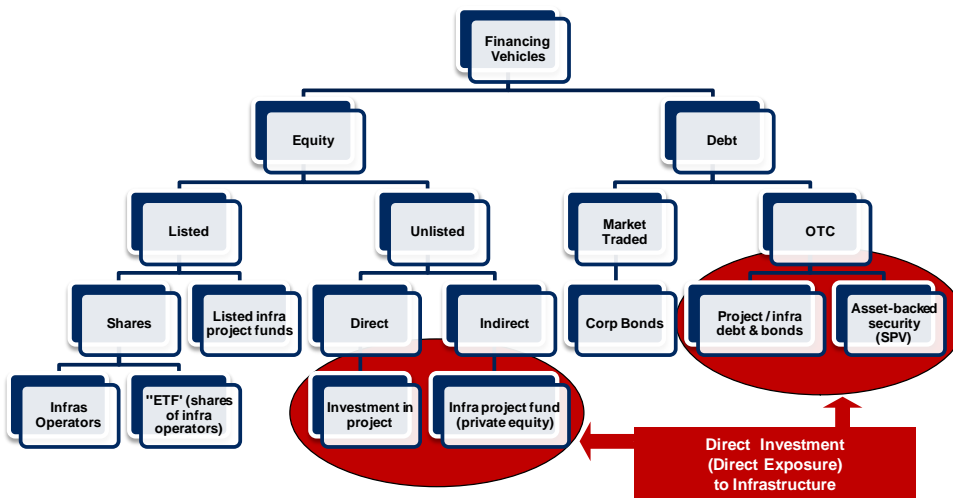 Financing
Vehicles
Equity
Debt
Listed
Unlisted
Market
Traded
OTC
Shares
Listed infra
project funds
Direct
Indirect
Corp Bonds
Project / infra
debt & bonds
Asset-backed
security
(SPV)
Infras
Operators
"ETF' (shares
of infra
operators)
Investment in
project
Infra project fund
(private equity)
Direct Investment
(Direct Exposure)
to Infrastructure